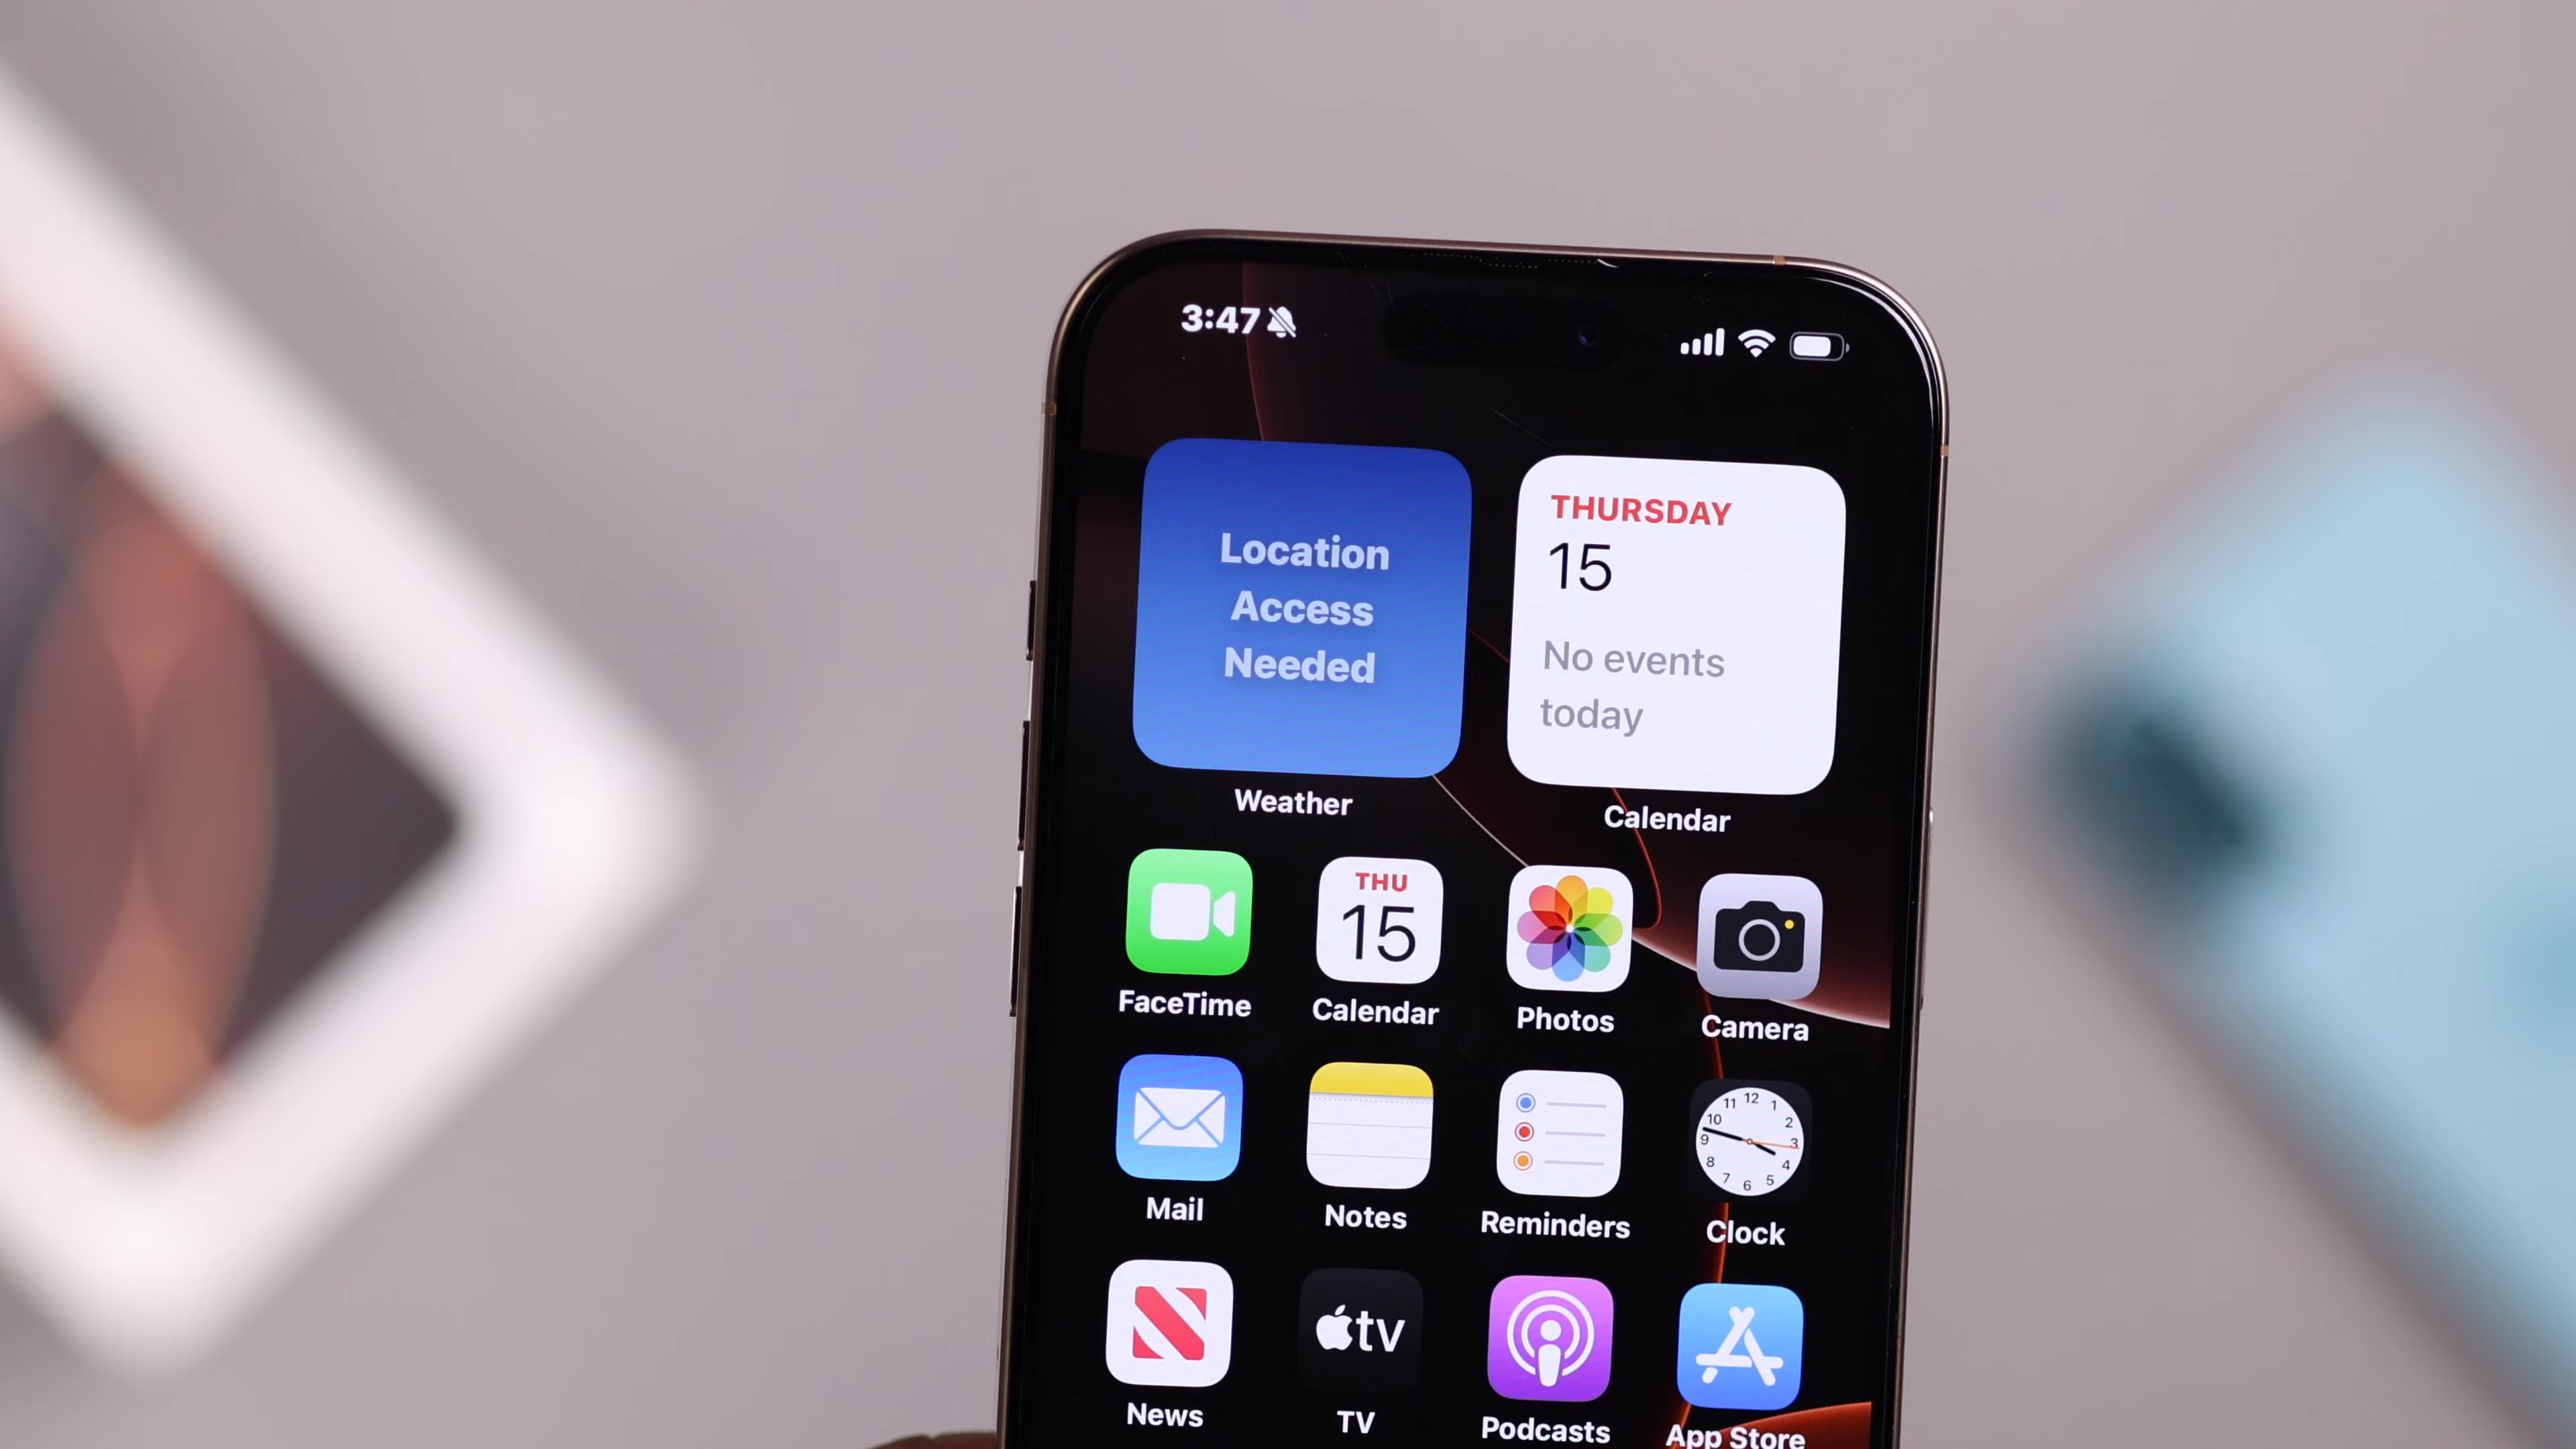 3:47
Location
Access
Needed
Weather
THURSDAY
15
No events
today
Calendar
THU
15
FaceTime
Calendar
Photos
Camera
12
1
2
3
4
5
6
7
8
9
10
11
Mail
Notes
Reminders
Clock
tv
News
TV
Podcasts
App Store